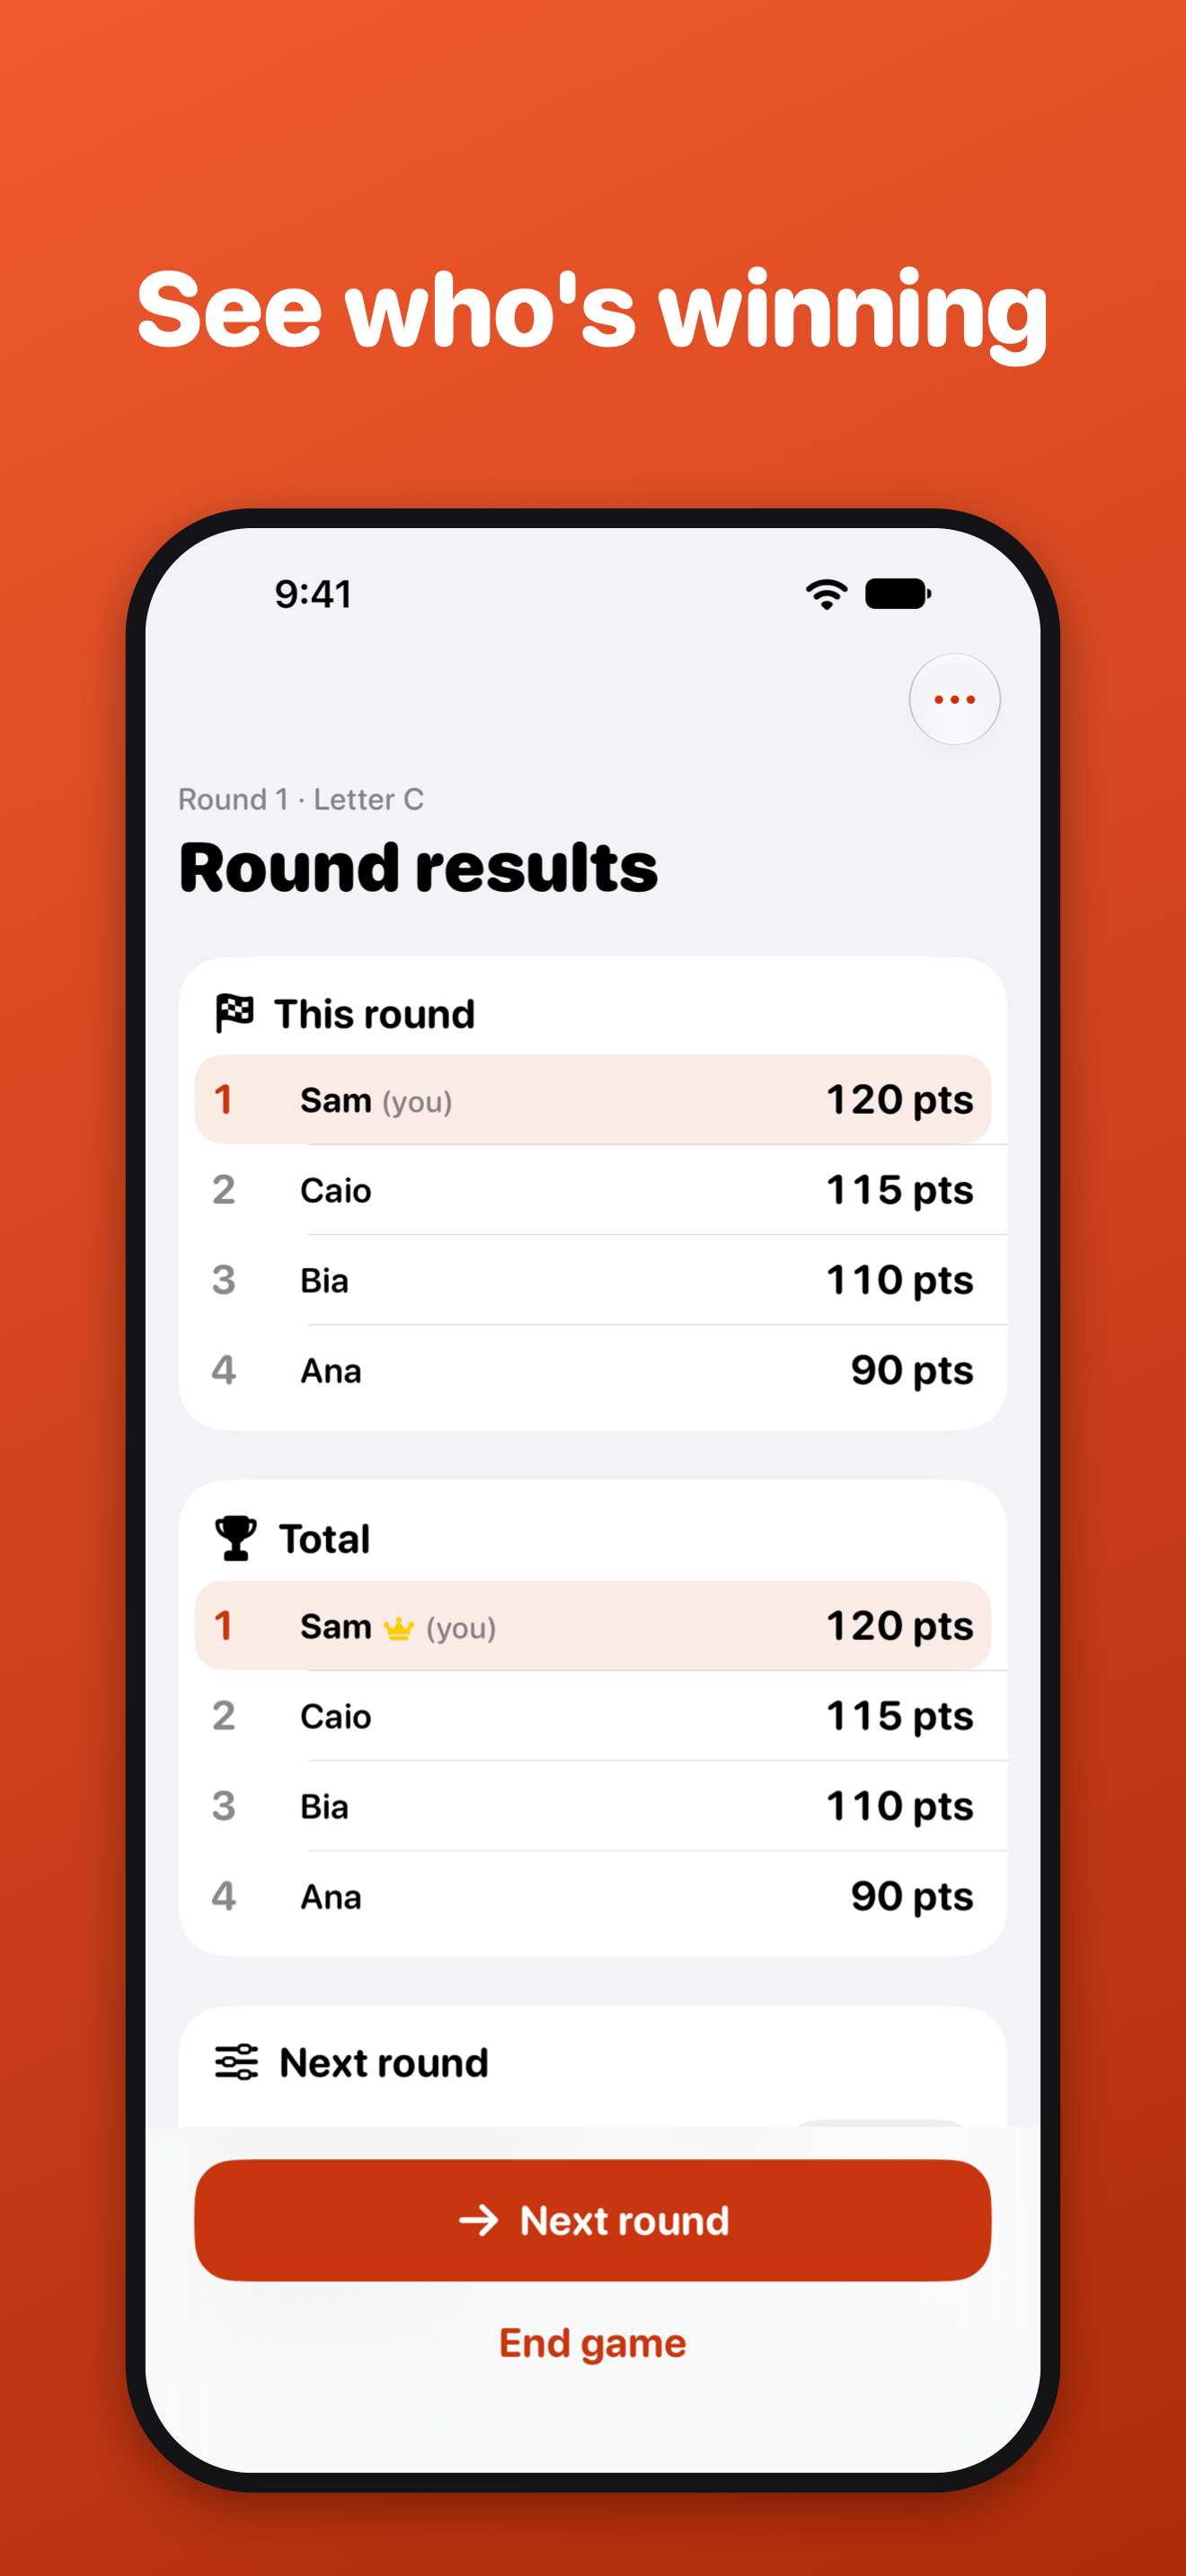 See who's winning
9:41
Round 1 · Letter C
Round results
This round
1 Sam (you) 120 pts
2 Caio 115 pts
3 Bia 110 pts
4 Ana 90 pts
Total
1 Sam (you) 120 pts
2 Caio 115 pts
3 Bia 110 pts
4 Ana 90 pts
Next round
Next round
End game